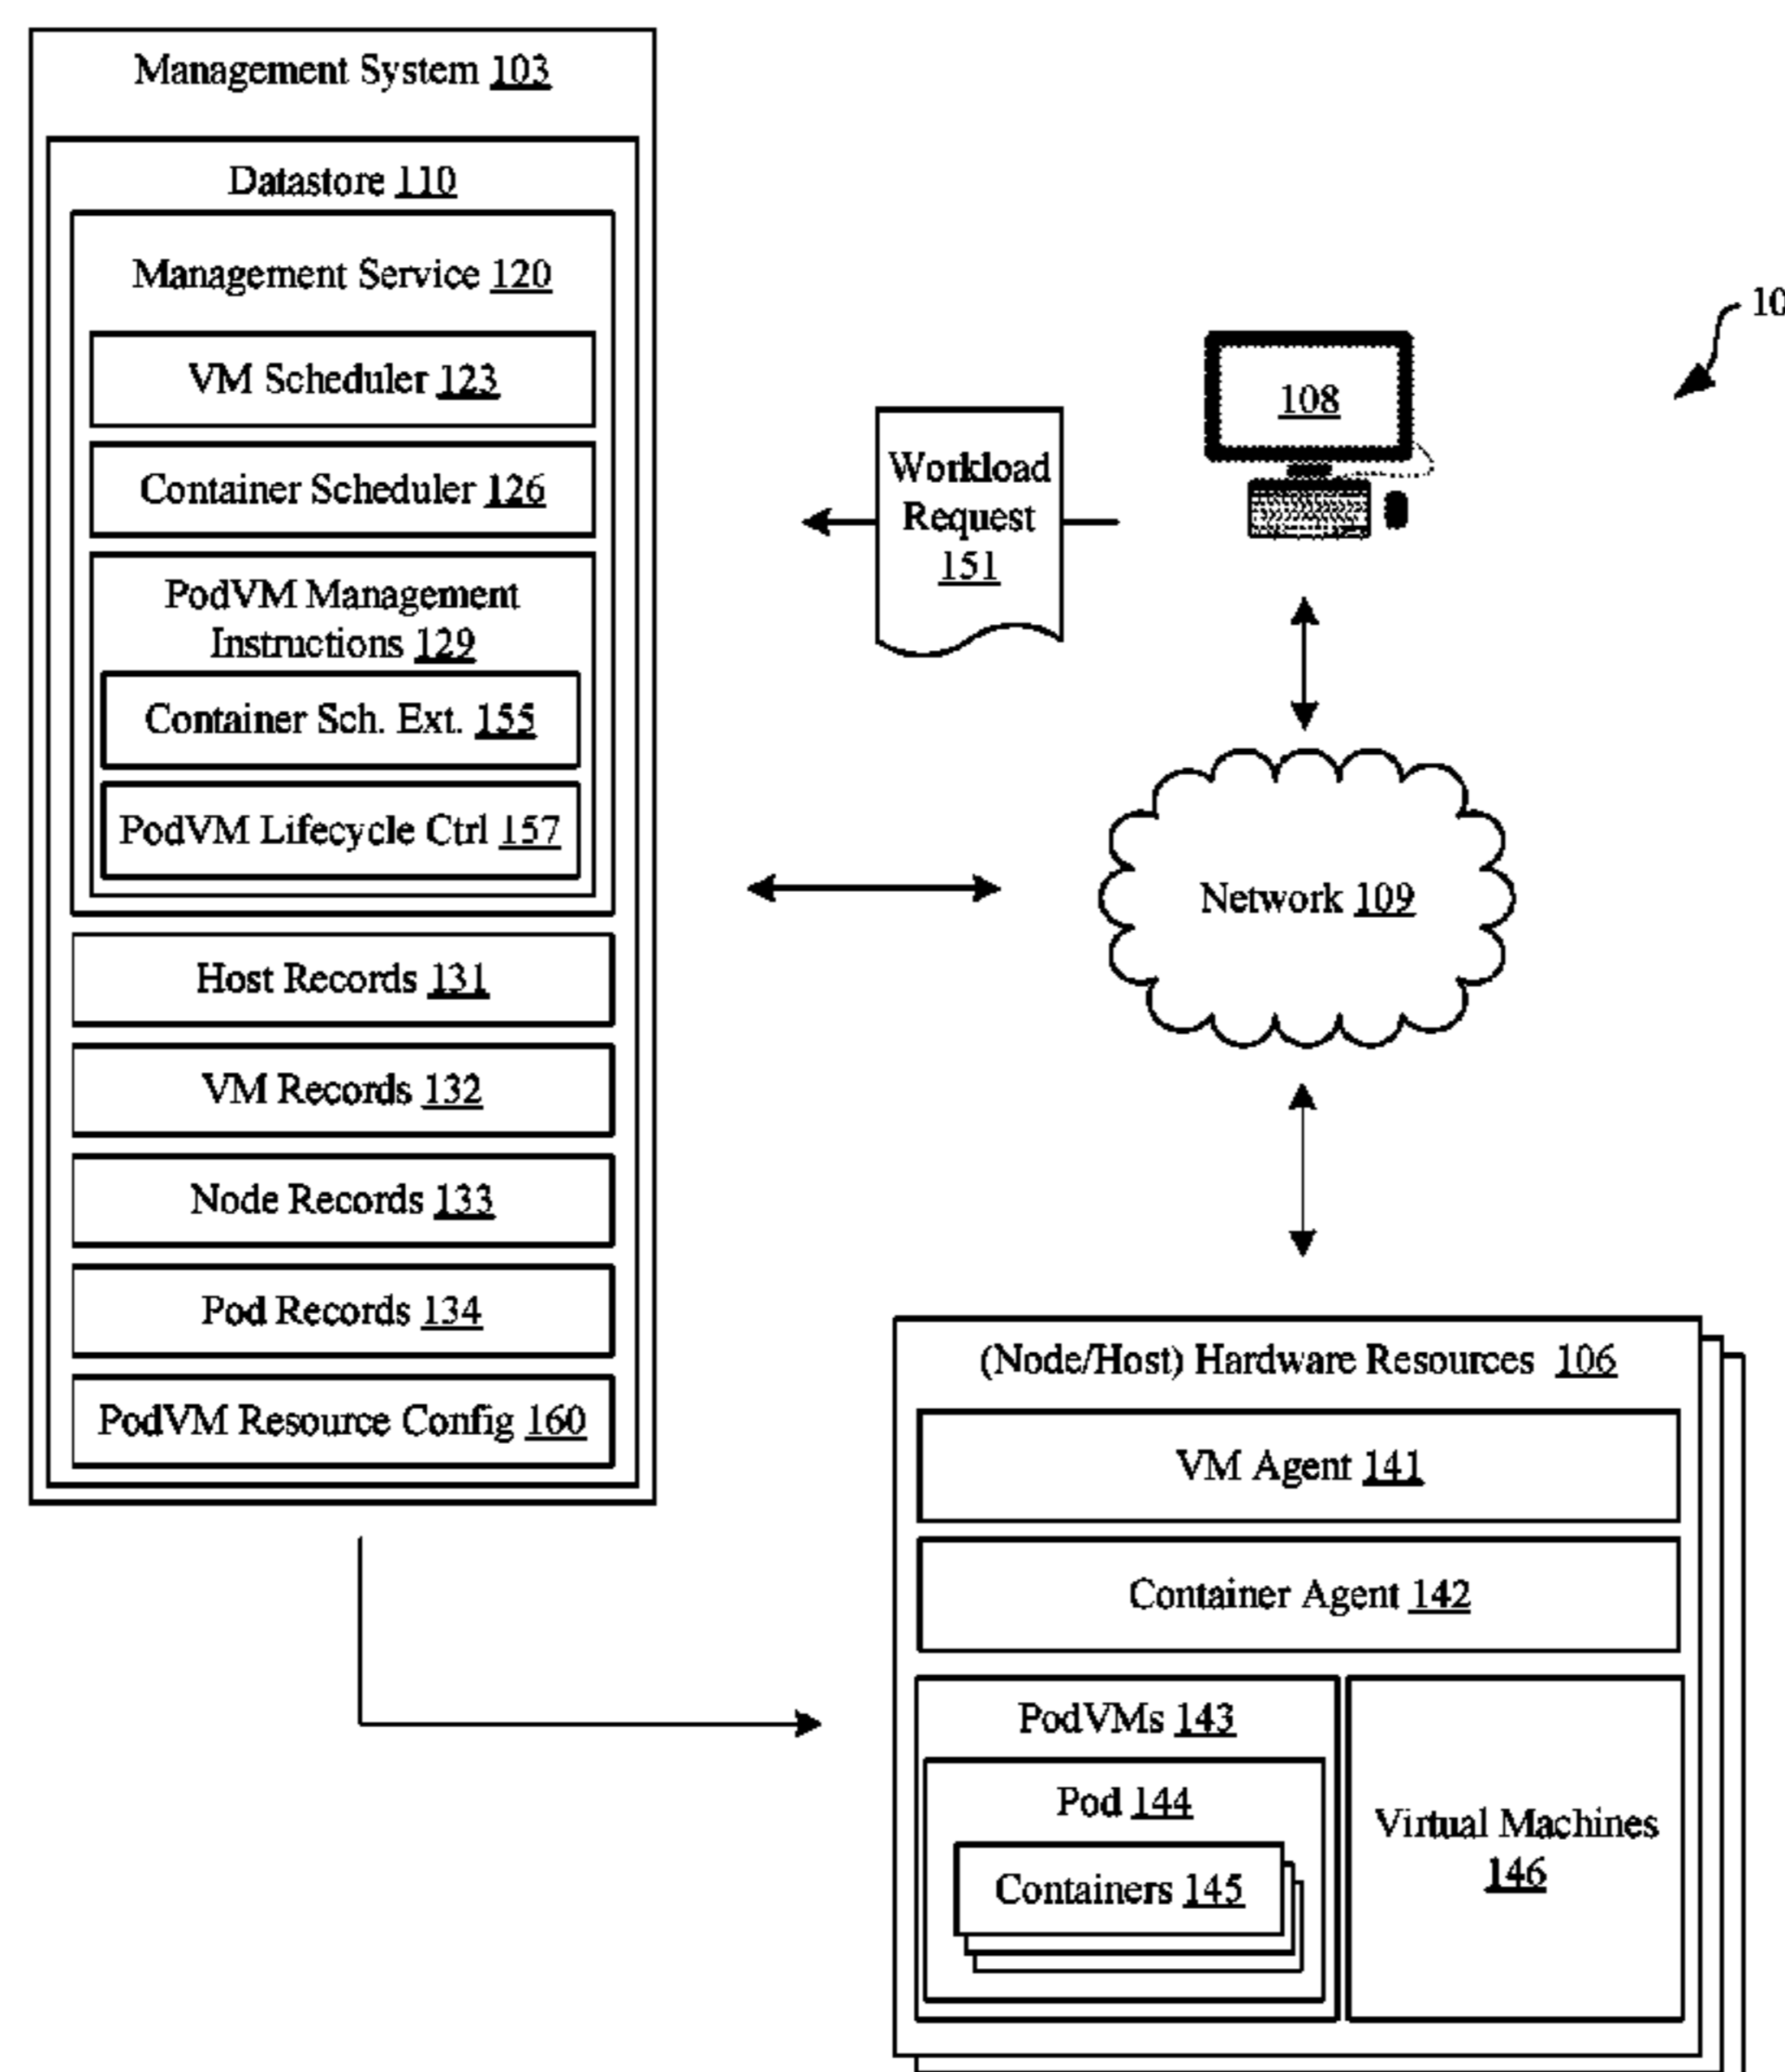 Management System 103
Datastore 110
Management Service 120
VM Scheduler 123
Container Scheduler 126
PodVM Management
Instructions 129
Container Sch. Ext. 155
PodVM Lifecycle Ctrl 157
Host Records 131
VM Records 132
Node Records 133
Pod Records 134
PodVM Resource Config 160
Workload
Request
151
108
10
Network 109
(Node/Host) Hardware Resources 106
VM Agent 141
Container Agent 142
PodVMs 143
Pod 144
Containers 145
Virtual Machines
146